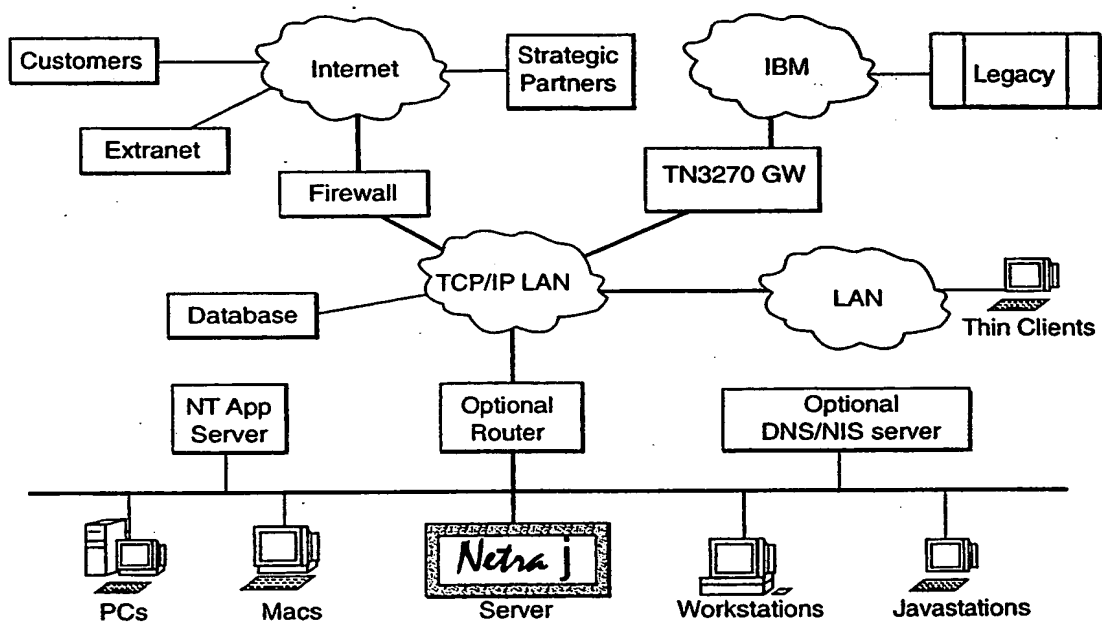 Customers
Internet
Strategic
Partners
IBM
Legacy
Extranet
Firewall
TN3270 GW
TCP/IP LAN
LAN
Database
Thin Clients
NT App
Server
Optional
Router
Optional
DNS/NIS server
Netra j
PCs
Macs
Server
Workstations
Javastations